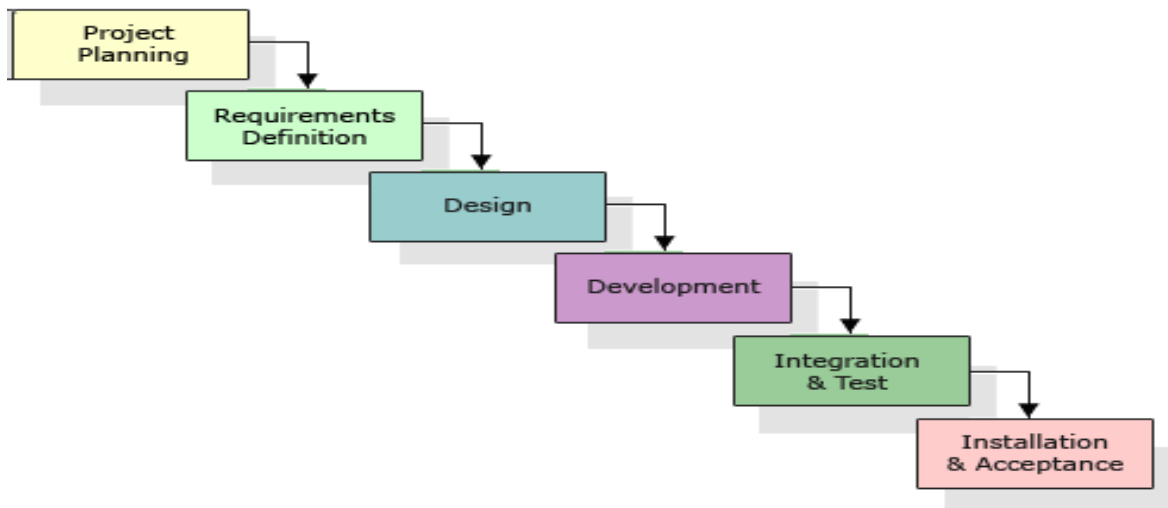 Project
Planning
Requirements
Definition
Design
Development
Integration
& Test
Installation
& Acceptance